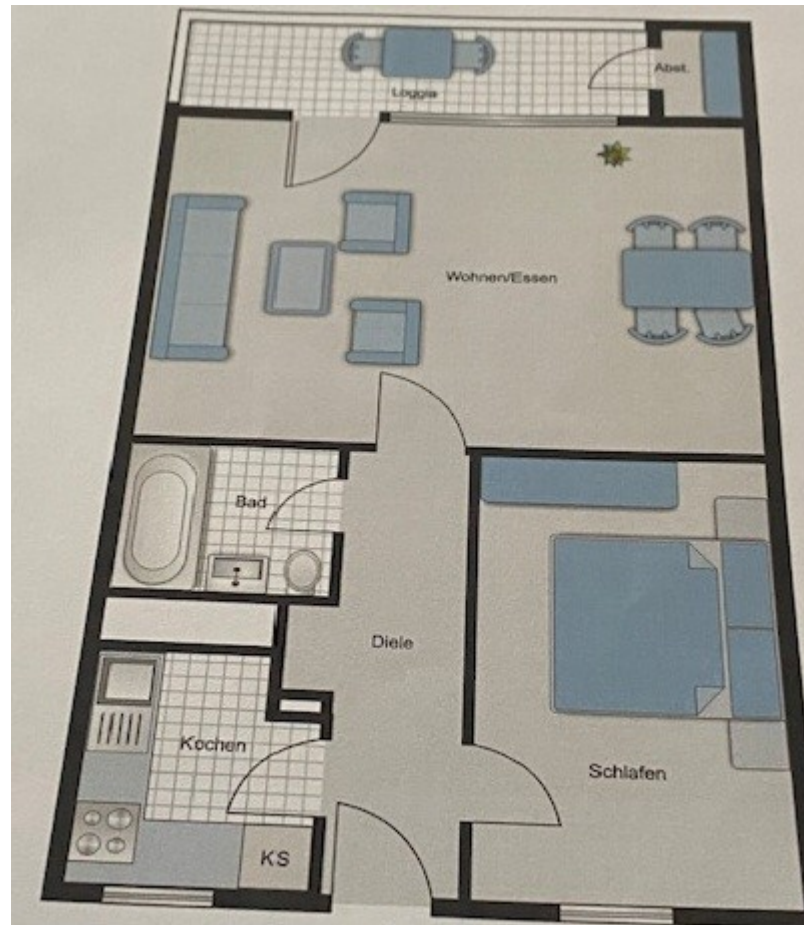 Loggia
Abst.
Wohnen/Essen
Bad
Diele
Kochen
Schlafen
KS